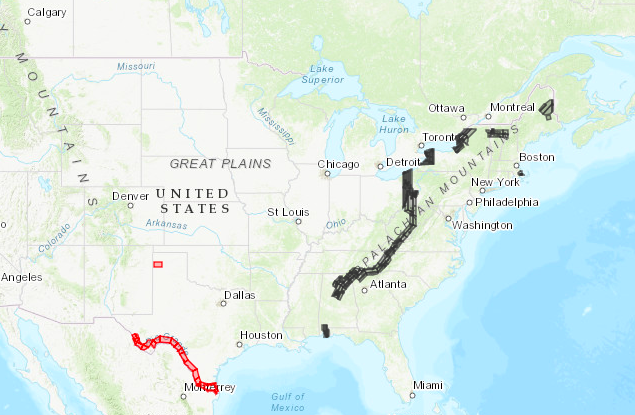 Calgary
Missouri
Lake
Superior
Ottawa
Montreal
Mississippi
Lake
Huron
Toronto
Boston
GREAT PLAINS
Chicago
Detroit
New York
Denver
UNITED
STATES
Philadelphia
St Louis
Ohio
Washington
Colorado
Arkansas
MOUNTAINS
PALACHIAN MOUNTAINS
Angeles
Dallas
Atlanta
Houston
Monterrey
Gulf of
Mexico
Miami